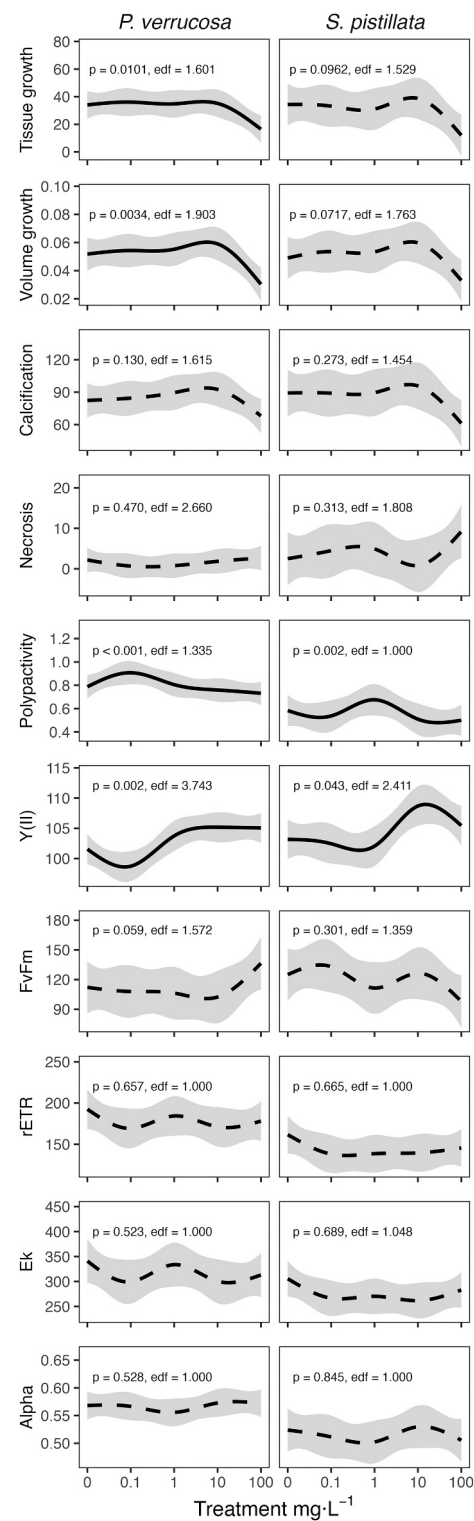 P. verrucosa
S. pistillata
Tissue growth
80
60
40
20
0
p = 0.0101, edf = 1.601
p = 0.0962, edf = 1.529
Volume growth
0.10
0.08
0.06
0.04
0.02
p = 0.0034, edf = 1.903
p = 0.0717, edf = 1.763
Calcification
120
90
60
p = 0.130, edf = 1.615
p = 0.273, edf = 1.454
Necrosis
20
10
0
p = 0.470, edf = 2.660
p = 0.313, edf = 1.808
Polypactivity
1.2
1.0
0.8
0.6
0.4
p < 0.001, edf = 1.335
p = 0.002, edf = 1.000
Y(II)
115
110
105
100
p = 0.002, edf = 3.743
p = 0.043, edf = 2.411
FvFm
180
150
120
90
p = 0.059, edf = 1.572
p = 0.301, edf = 1.359
rETR
250
200
150
p = 0.657, edf = 1.000
p = 0.665, edf = 1.000
Ek
450
400
350
300
250
p = 0.523, edf = 1.000
p = 0.689, edf = 1.048
Alpha
0.65
0.60
0.55
0.50
p = 0.528, edf = 1.000
p = 0.845, edf = 1.000
0 0.1 1 10 100
0 0.1 1 10 100
Treatment mg·L⁻¹